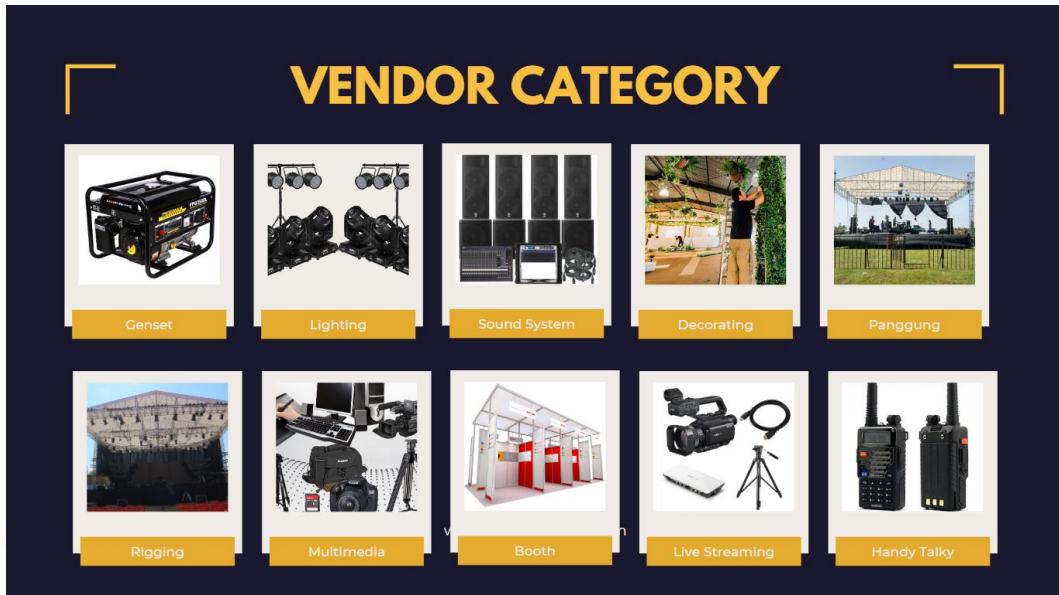 VENDOR CATEGORY
Genset
Lighting
Sound System
Decorating
Panggung
Rigging
Multimedia
Booth
Live Streaming
Handy Talky